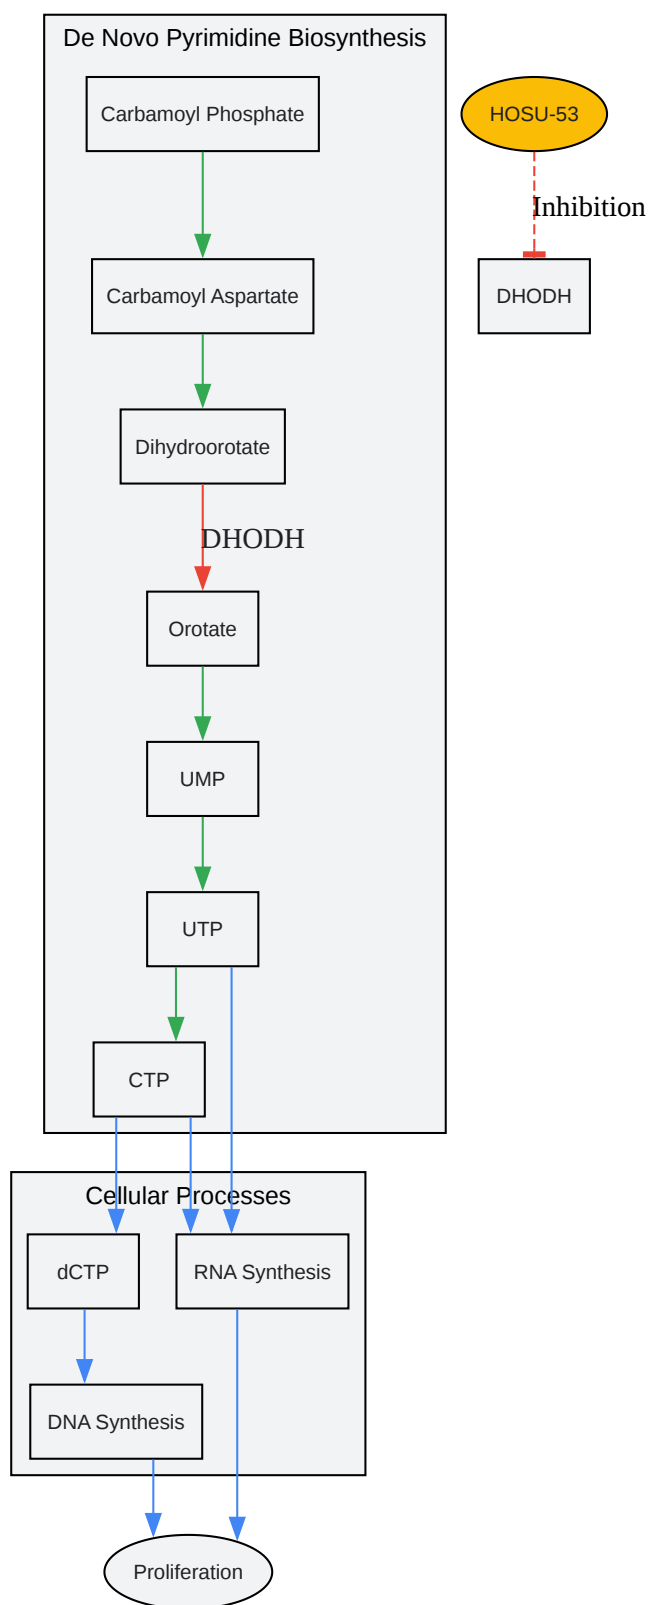 De Novo Pyrimidine Biosynthesis
Carbamoyl Phosphate
HOSU-53
Inhibition
Carbamoyl Aspartate
DHODH
Dihydroorotate
DHODH
Orotate
UMP
UTP
CTP
Cellular Processes
dCTP
RNA Synthesis
DNA Synthesis
Proliferation